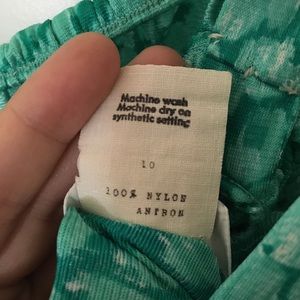 Machine wash
Machine dry on
synthetic setting
10
100% NYLON
ANTRON